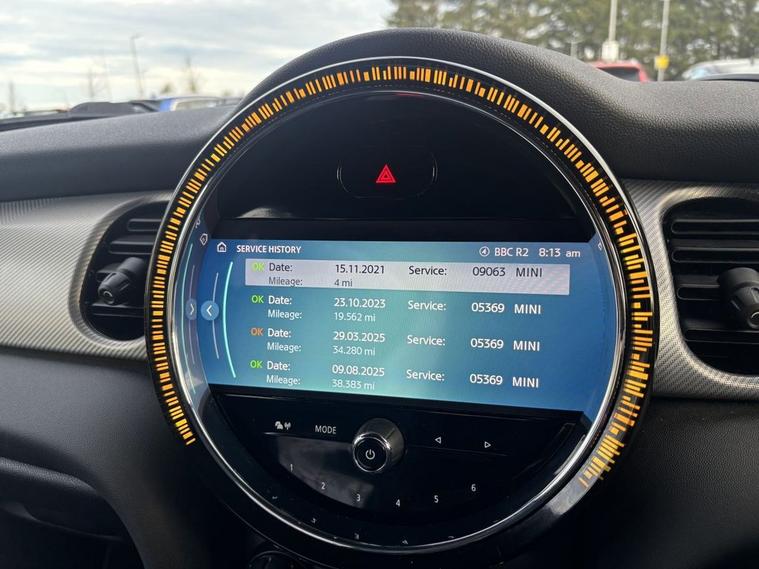 SERVICE HISTORY BBC R2 8:13 am
OK Date: 15.11.2021 Service: 09063 MINI
Mileage: 4 mi
OK Date: 23.10.2023 Service: 05369 MINI
Mileage: 19.562 mi
OK Date: 29.03.2025 Service: 05369 MINI
Mileage: 34.280 mi
OK Date: 09.08.2025 Service: 05369 MINI
Mileage: 38.383 mi
MODE
1 2 3 4 5 6